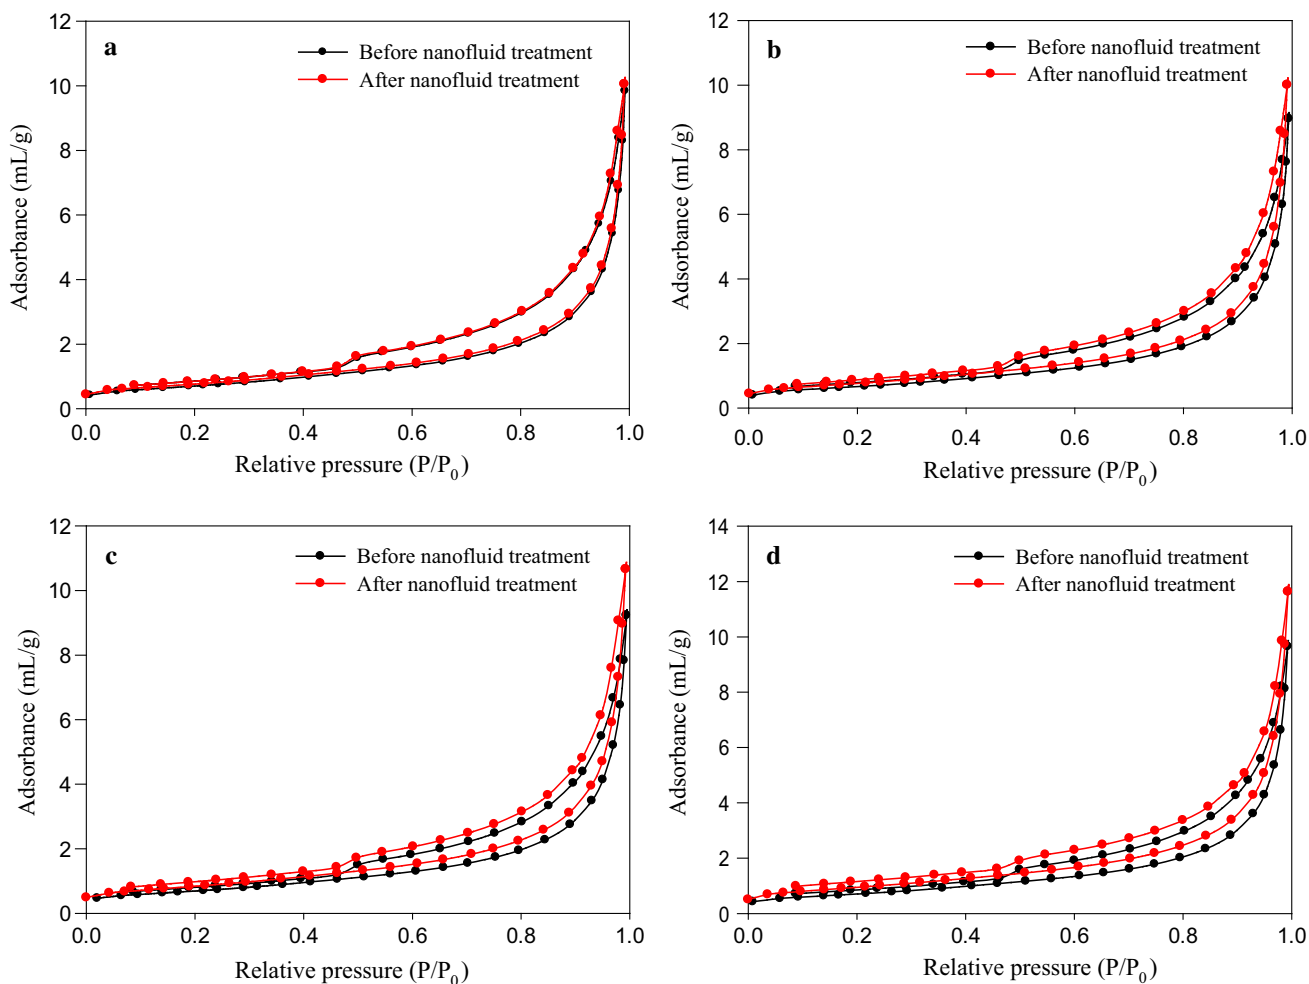 a
Before nanofluid treatment
After nanofluid treatment
Adsorbance (mL/g)
12
10
8
6
4
2
0
0.0 0.2 0.4 0.6 0.8 1.0
Relative pressure (P/P0)
b
Before nanofluid treatment
After nanofluid treatment
Adsorbance (mL/g)
12
10
8
6
4
2
0
0.0 0.2 0.4 0.6 0.8 1.0
Relative pressure (P/P0)
c
Before nanofluid treatment
After nanofluid treatment
Adsorbance (mL/g)
12
10
8
6
4
2
0
0.0 0.2 0.4 0.6 0.8 1.0
Relative pressure (P/P0)
d
Before nanofluid treatment
After nanofluid treatment
Adsorbance (mL/g)
14
12
10
8
6
4
2
0
0.0 0.2 0.4 0.6 0.8 1.0
Relative pressure (P/P0)